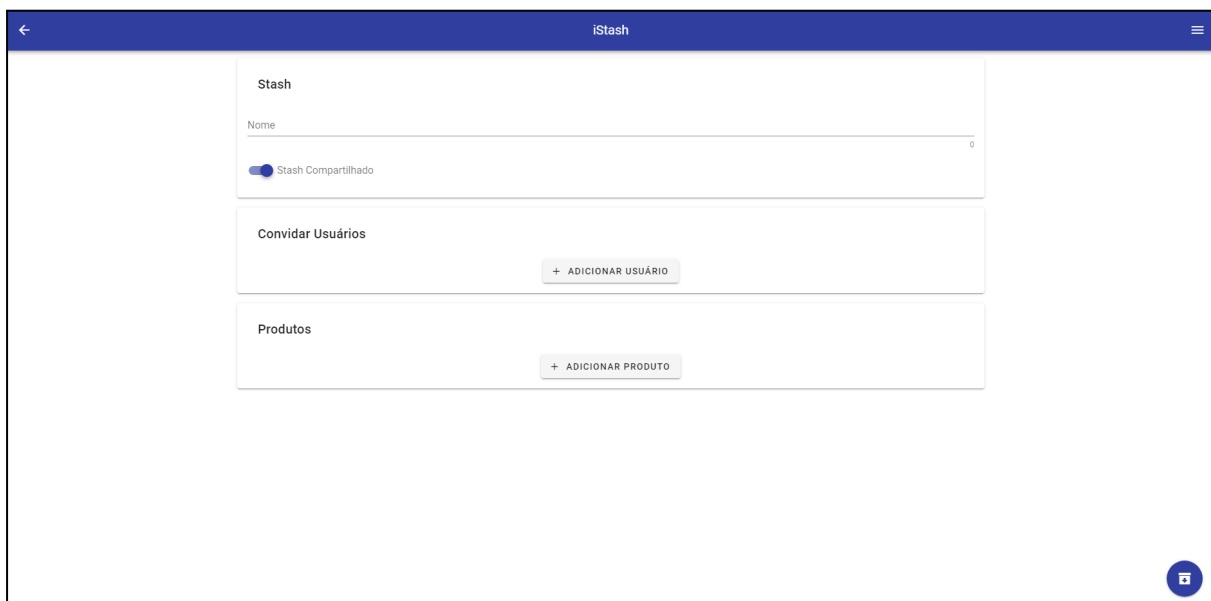 iStash
Stash
Nome
0
Stash Compartilhado
Convidar Usuários
+ ADICIONAR USUÁRIO
Produtos
+ ADICIONAR PRODUTO